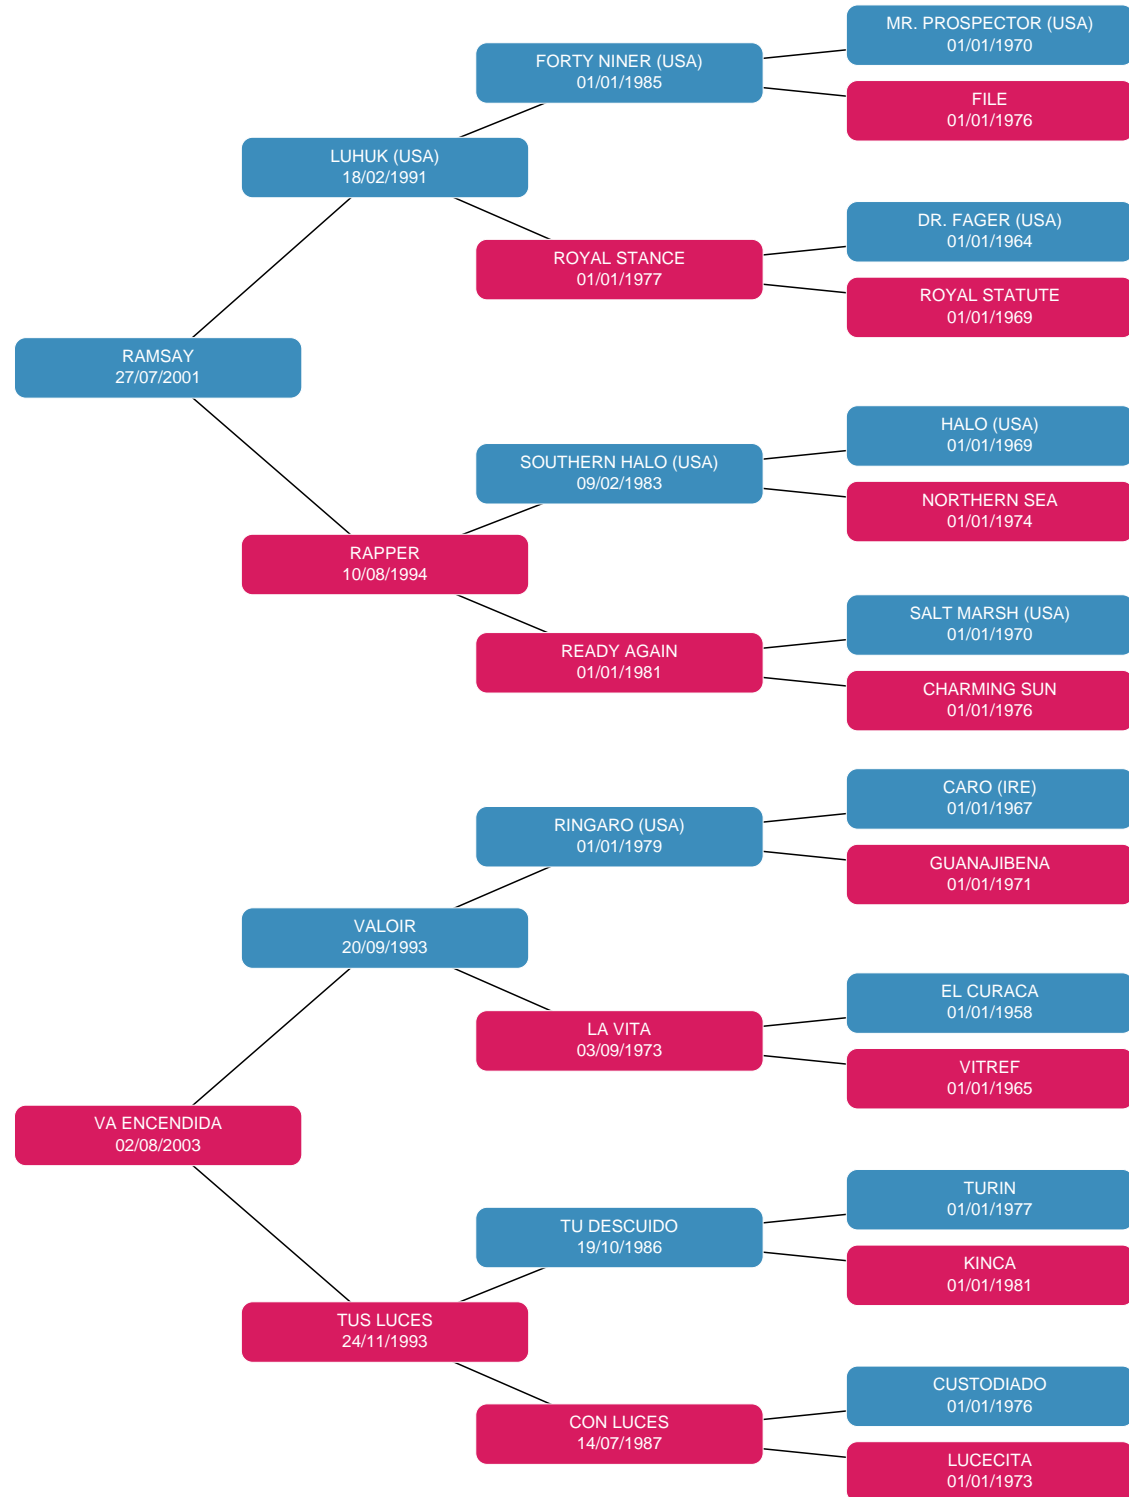 MR. PROSPECTOR (USA)
01/01/1970
FORTY NINER (USA)
01/01/1985
FILE
01/01/1976
LUHUK (USA)
18/02/1991
DR. FAGER (USA)
01/01/1964
ROYAL STANCE
01/01/1977
ROYAL STATUTE
01/01/1969
RAMSAY
27/07/2001
HALO (USA)
01/01/1969
SOUTHERN HALO (USA)
09/02/1983
NORTHERN SEA
01/01/1974
RAPPER
10/08/1994
SALT MARSH (USA)
01/01/1970
READY AGAIN
01/01/1981
CHARMING SUN
01/01/1976
CARO (IRE)
01/01/1967
RINGARO (USA)
01/01/1979
GUANAJIBENA
01/01/1971
VALOIR
20/09/1993
EL CURACA
01/01/1958
LA VITA
03/09/1973
VITREF
01/01/1965
VA ENCENDIDA
02/08/2003
TURIN
01/01/1977
TU DESCUIDO
19/10/1986
KINCA
01/01/1981
TUS LUCES
24/11/1993
CUSTODIADO
01/01/1976
CON LUCES
14/07/1987
LUCECITA
01/01/1973